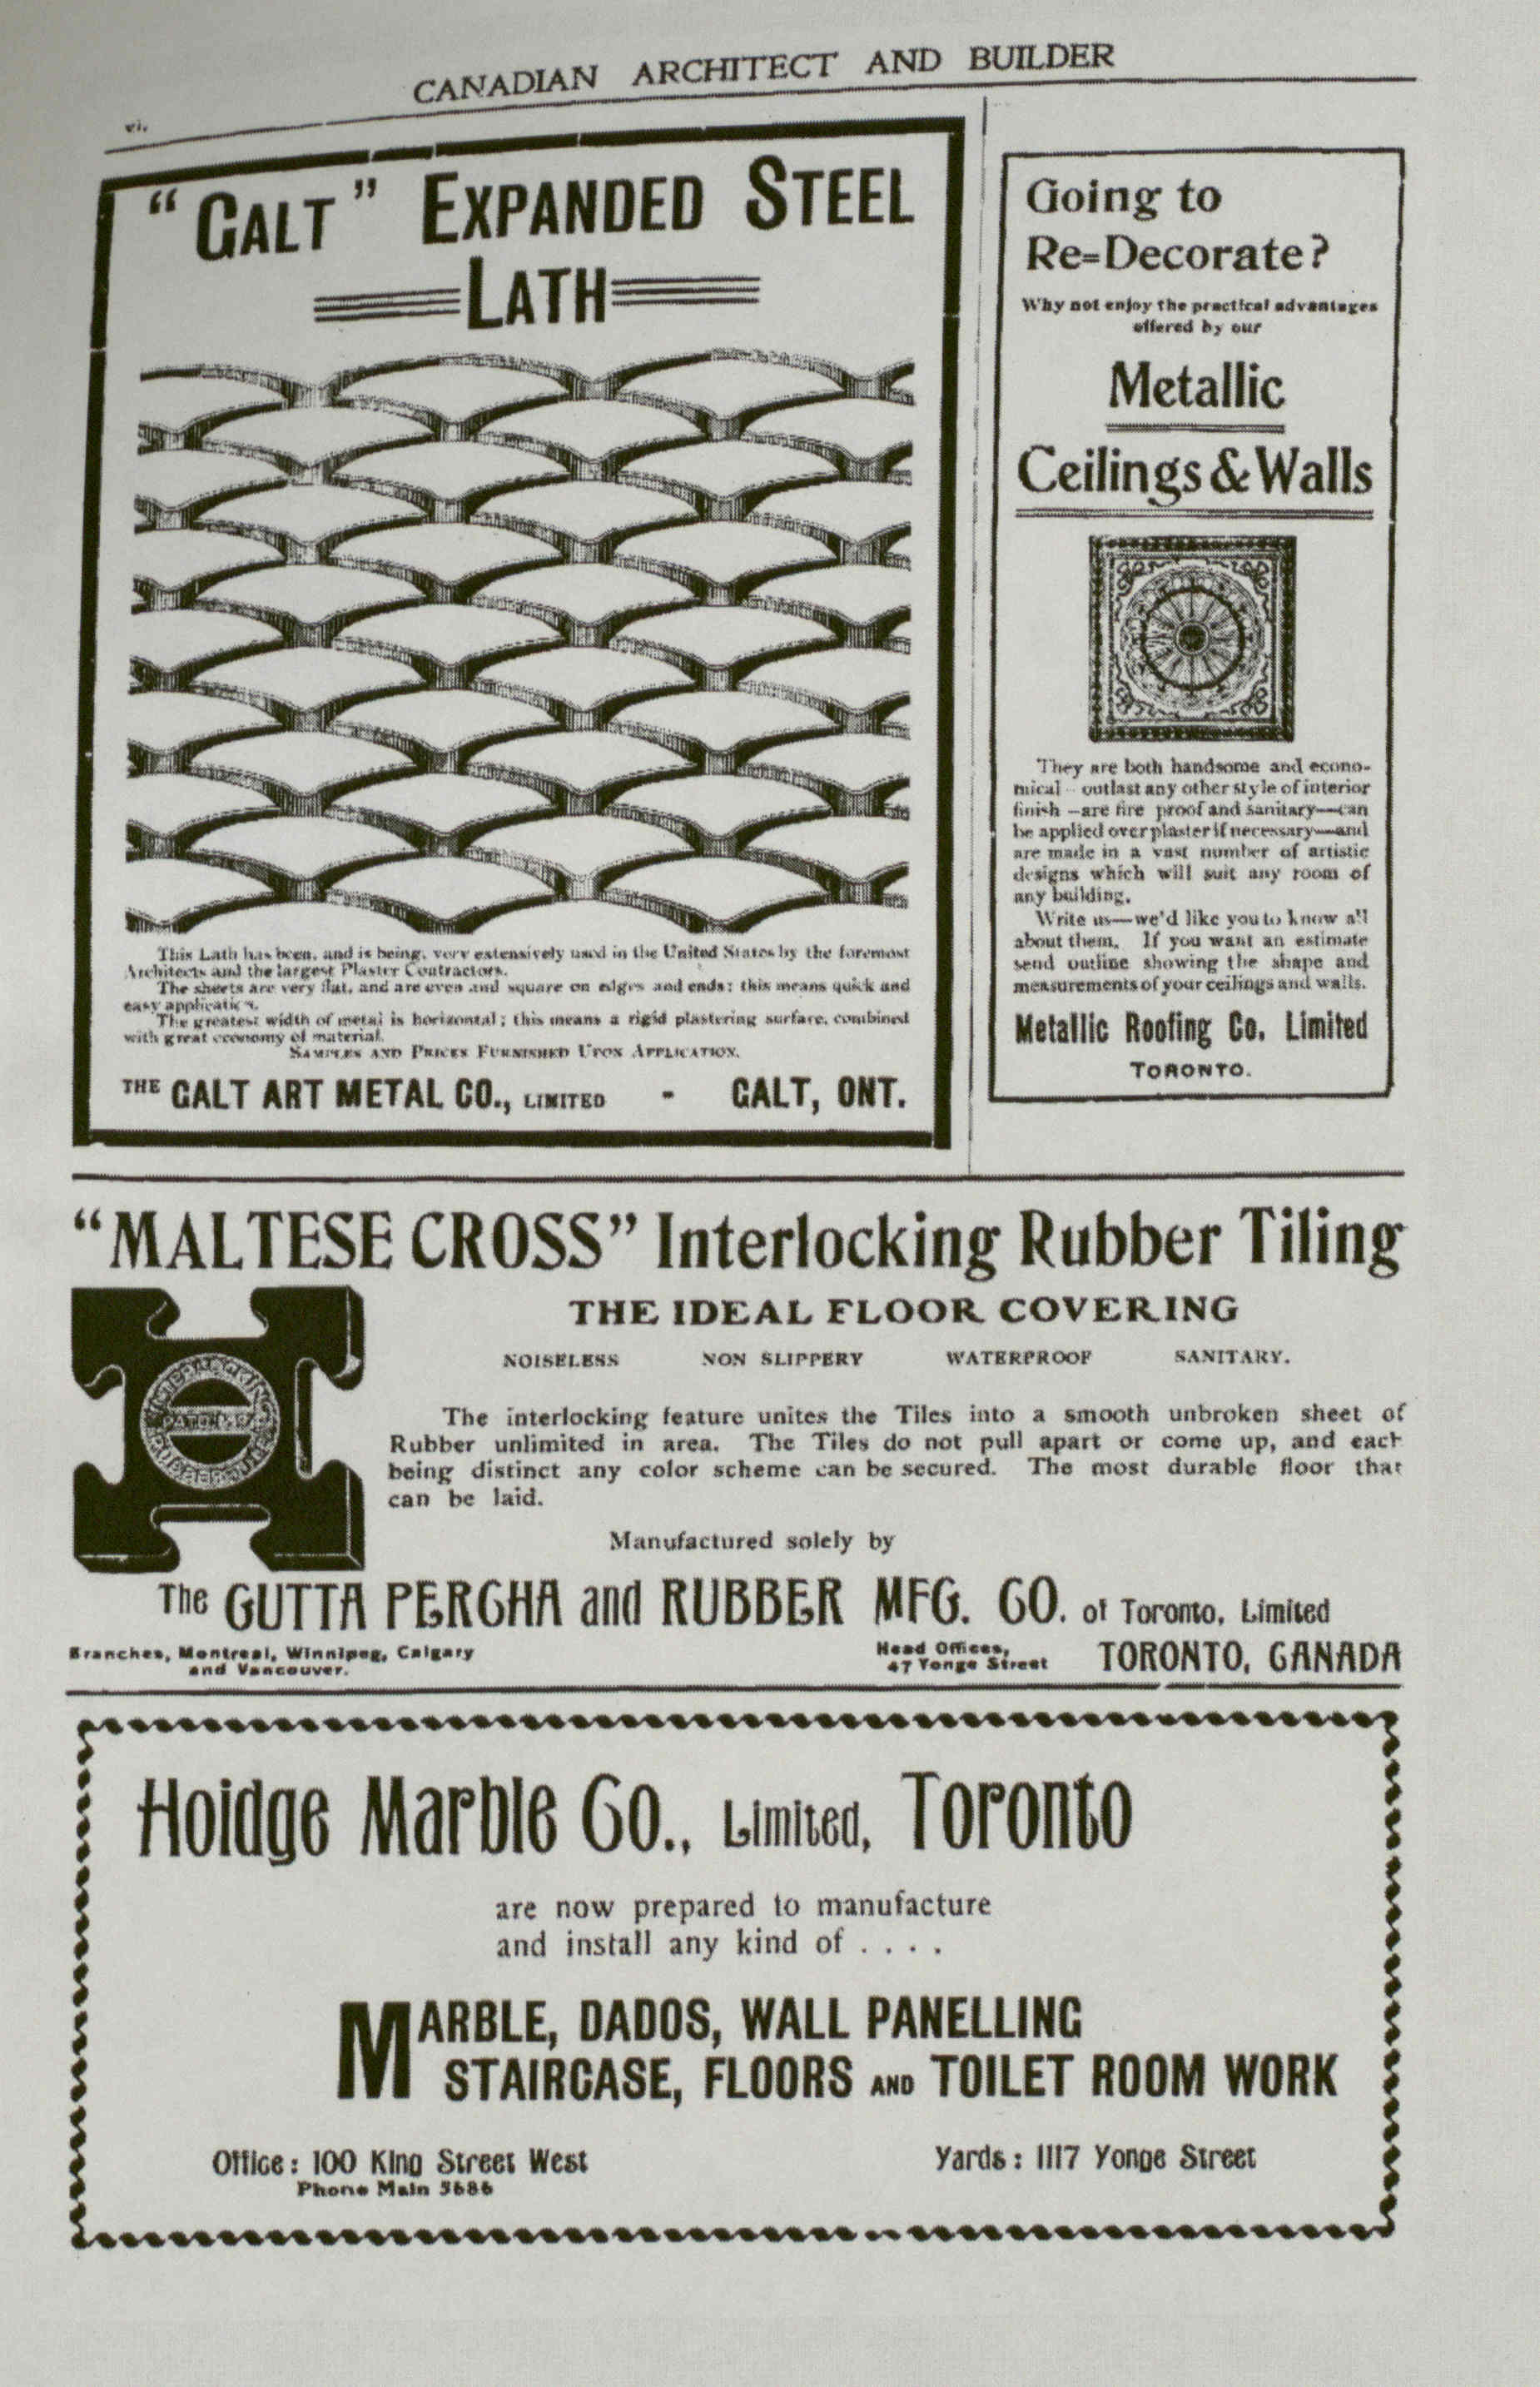 CANADIAN ARCHITECT AND BUILDER
vi.
"GALT" EXPANDED STEEL
LATH
This Lath has been, and is being, very extensively used in the United States by the foremost
Architects and the largest Plaster Contractors.
The sheets are very flat, and are even and square on edges and ends; this means quick and
easy application.
The greatest width of metal is horizontal; this means a rigid plastering surface, combined
with great economy of material.
SAMPLES AND PRICES FURNISHED UPON APPLICATION.
THE GALT ART METAL CO., LIMITED - GALT, ONT.
Going to
Re=Decorate?
Why not enjoy the practical advantages
offered by our
Metallic
Ceilings & Walls
They are both handsome and econo-
mical—outlast any other style of interior
finish—are fire proof and sanitary—can
be applied over plaster if necessary—and
are made in a vast number of artistic
designs which will suit any room of
any building.
Write us—we'd like you to know all
about them. If you want an estimate
send outline showing the shape and
measurements of your ceilings and walls.
Metallic Roofing Co. Limited
TORONTO.
"MALTESE CROSS" Interlocking Rubber Tiling
THE IDEAL FLOOR COVERING
NOISELESS NON SLIPPERY WATERPROOF SANITARY.
INTERLOCKING
RUBBER
The interlocking feature unites the Tiles into a smooth unbroken sheet of
Rubber unlimited in area. The Tiles do not pull apart or come up, and each
being distinct any color scheme can be secured. The most durable floor that
can be laid.
Manufactured solely by
The GUTTA PERCHA and RUBBER MFG. CO. of Toronto, Limited
Branches, Montreal, Winnipeg, Calgary
and Vancouver.
Head Offices,
47 Yonge Street
TORONTO, CANADA
Hoidge Marble Co., Limited, Toronto
are now prepared to manufacture
and install any kind of . . . .
MARBLE, DADOS, WALL PANELLING
STAIRCASE, FLOORS AND TOILET ROOM WORK
Office: 100 King Street West
Phone Main 5686
Yards: 1117 Yonge Street